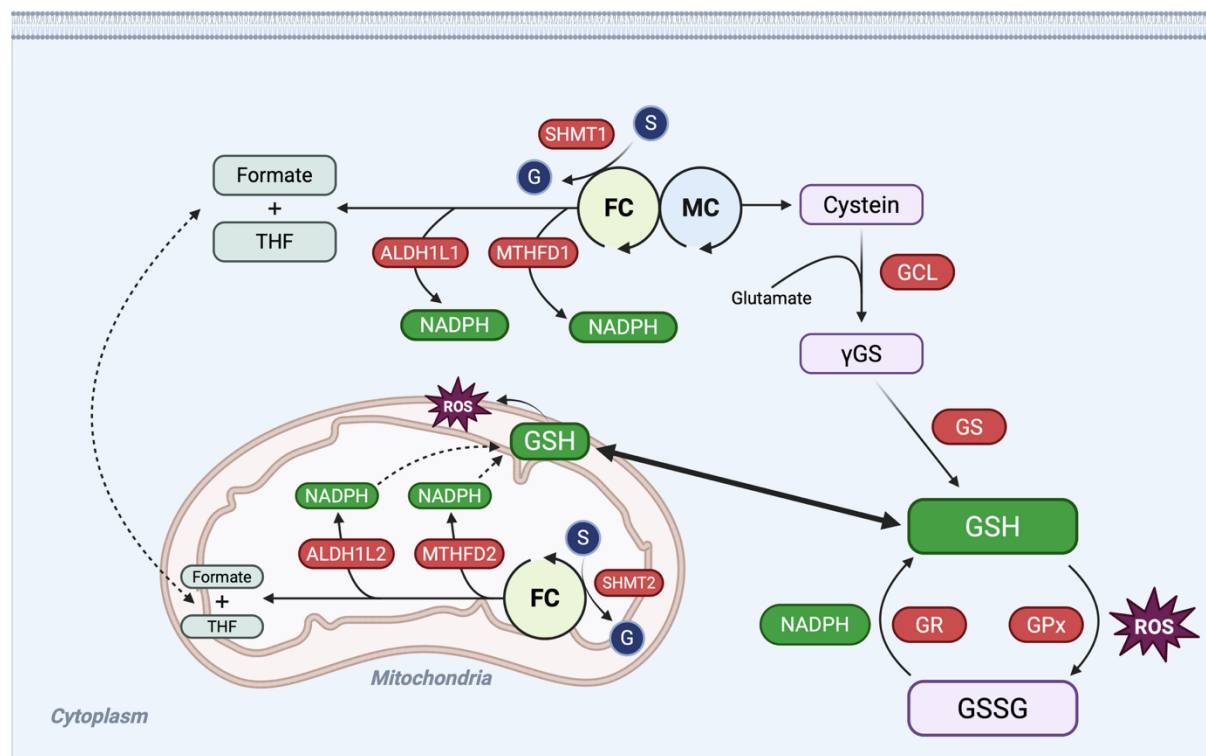 SHMT1
S
G
Formate
+
THF
FC
MC
Cystein
ALDH1L1
MTHFD1
GCL
Glutamate
NADPH
NADPH
γGS
ROS
GS
GSH
NADPH
NADPH
GSH
S
ALDH1L2
MTHFD2
SHMT2
Formate
+
THF
FC
G
NADPH
GR
GPx
ROS
Mitochondria
GSSG
Cytoplasm